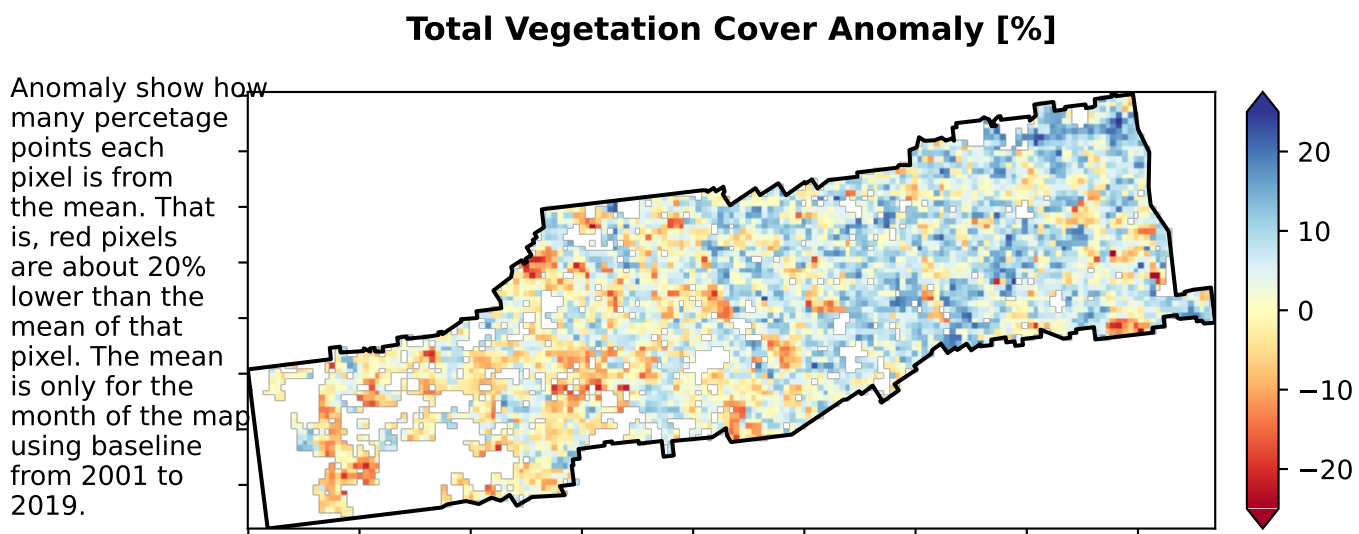 Total Vegetation Cover Anomaly [%]
Anomaly show how
many percetage
points each
pixel is from
the mean. That
is, red pixels
are about 20%
lower than the
mean of that
pixel. The mean
is only for the
month of the map
using baseline
from 2001 to
2019.
20
10
0
−10
−20